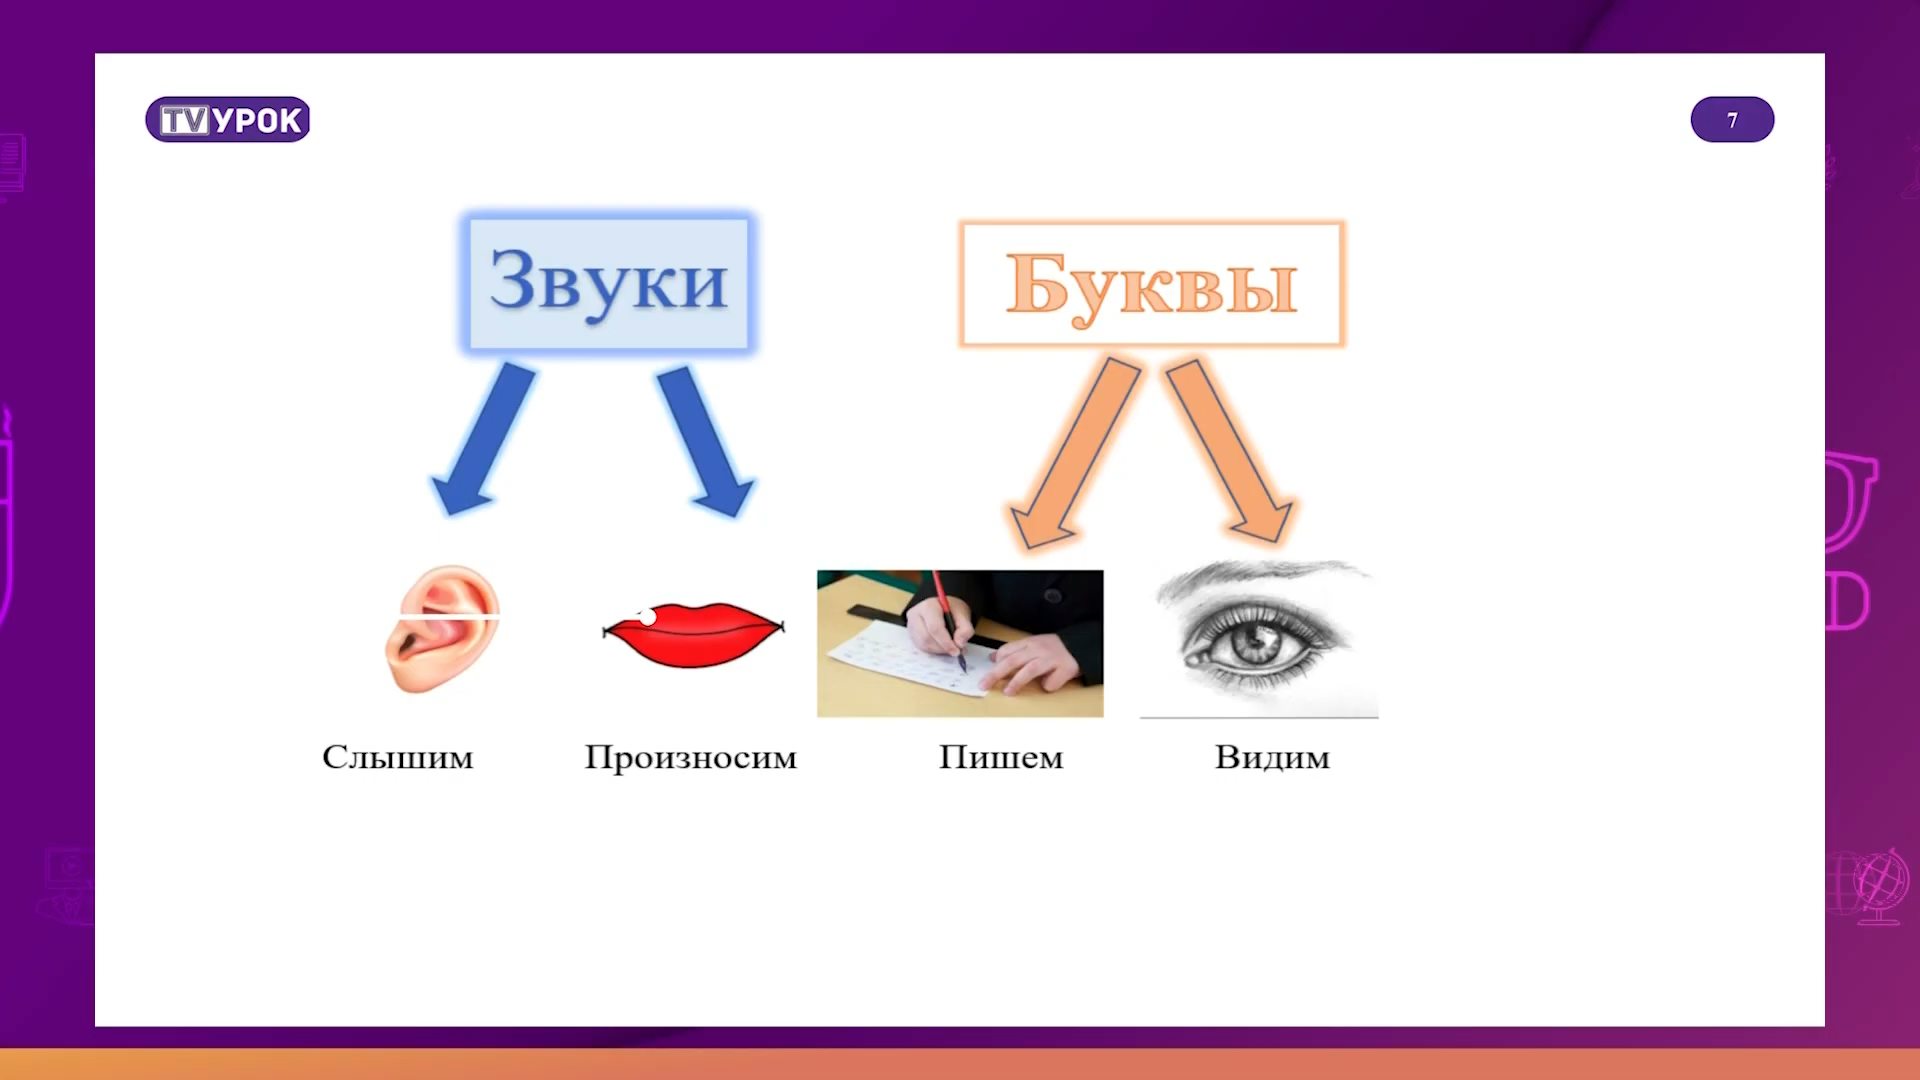 TVУРОК
7
Звуки
Буквы
Слышим
Произносим
Пишем
Видим